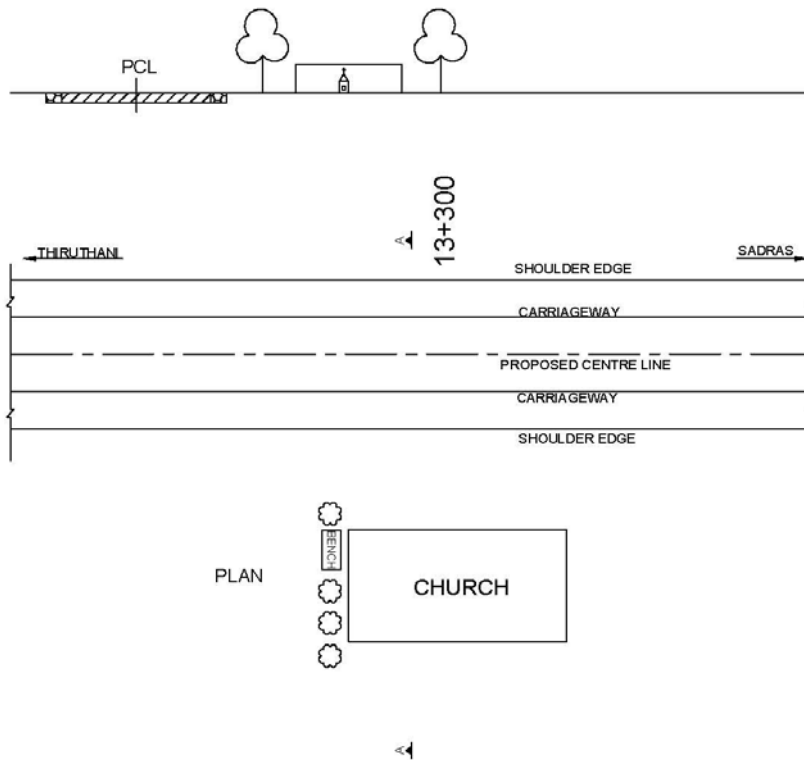 PCL
13+300
A
THIRUTHANI
SADRAS
SHOULDER EDGE
CARRIAGEWAY
PROPOSED CENTRE LINE
CARRIAGEWAY
SHOULDER EDGE
BENCH
PLAN
CHURCH
A